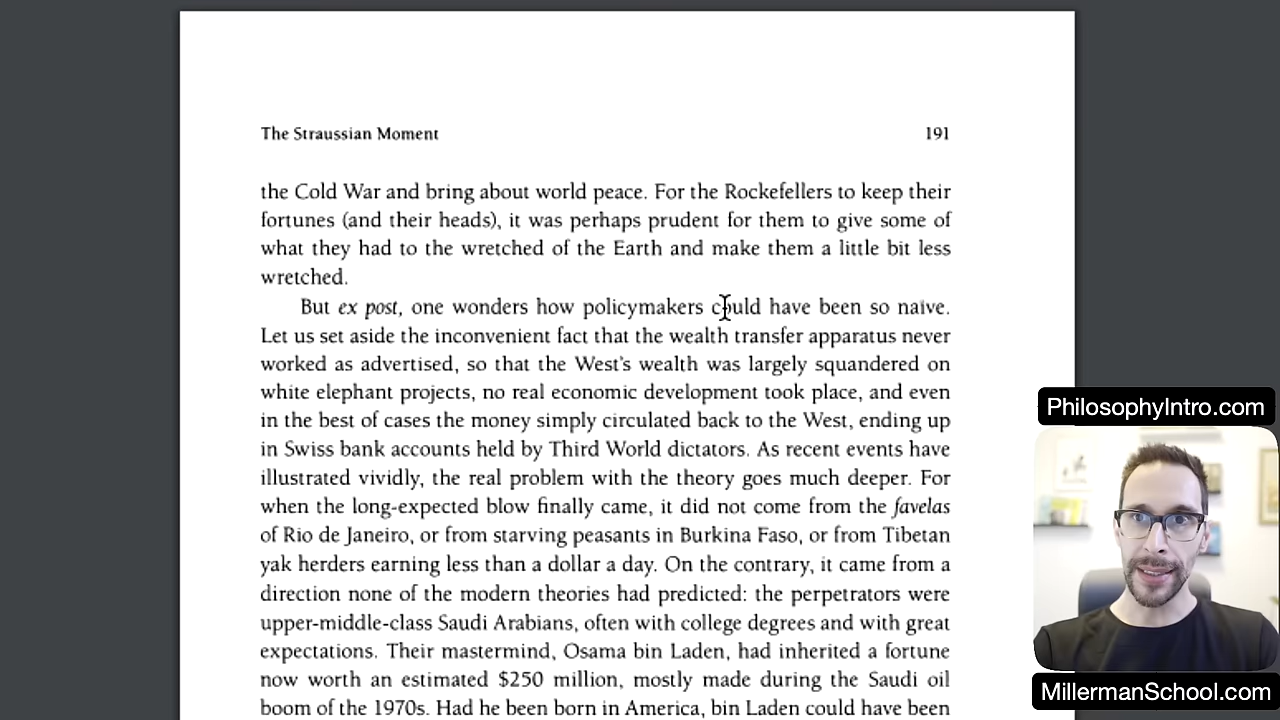 The Straussian Moment 191
the Cold War and bring about world peace. For the Rockefellers to keep their
fortunes (and their heads), it was perhaps prudent for them to give some of
what they had to the wretched of the Earth and make them a little bit less
wretched.
But ex post, one wonders how policymakers could have been so naive.
Let us set aside the inconvenient fact that the wealth transfer apparatus never
worked as advertised, so that the West's wealth was largely squandered on
white elephant projects, no real economic development took place, and even
in the best of cases the money simply circulated back to the West, ending up
in Swiss bank accounts held by Third World dictators. As recent events have
illustrated vividly, the real problem with the theory goes much deeper. For
when the long-expected blow finally came, it did not come from the favelas
of Rio de Janeiro, or from starving peasants in Burkina Faso, or from Tibetan
yak herders earning less than a dollar a day. On the contrary, it came from a
direction none of the modern theories had predicted: the perpetrators were
upper-middle-class Saudi Arabians, often with college degrees and with great
expectations. Their mastermind, Osama bin Laden, had inherited a fortune
now worth an estimated $250 million, mostly made during the Saudi oil
boom of the 1970s. Had he been born in America, bin Laden could have been
PhilosophyIntro.com
MillermanSchool.com